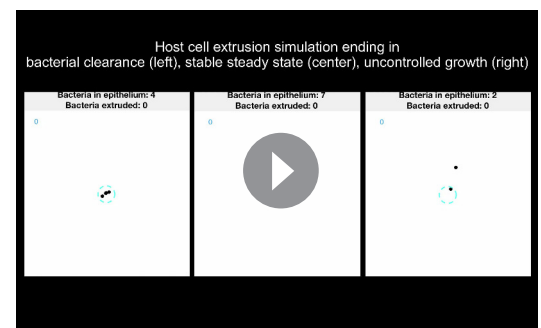 Host cell extrusion simulation ending in
bacterial clearance (left), stable steady state (center), uncontrolled growth (right)
Bacteria in epithelium: 4
Bacteria extruded: 0
0
Bacteria in epithelium: 7
Bacteria extruded: 0
0
Bacteria in epithelium: 2
Bacteria extruded: 0
0